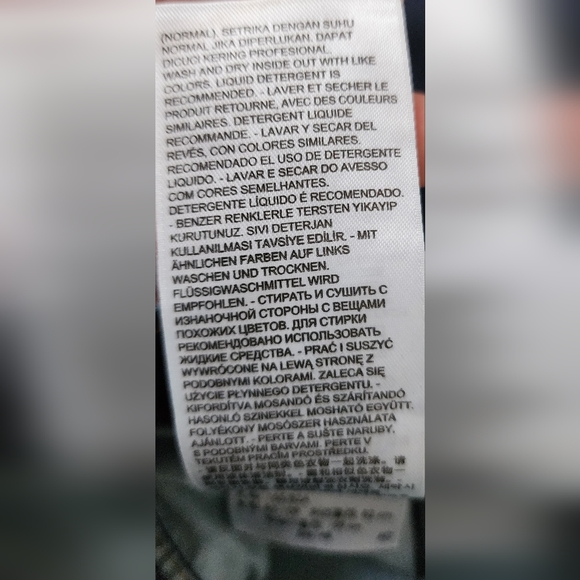 (NORMAL). SETRIKA DENGAN SUHU
NORMAL JIKA DIPERLUKAN. DAPAT
DICUCI KERING PROFESIONAL.
WASH AND DRY INSIDE OUT WITH LIKE
COLORS, LIQUID DETERGENT IS
RECOMMENDED. - LAVER ET SECHER LE
PRODUIT RETOURNE, AVEC DES COULEURS
SIMILAIRES. DETERGENT LIQUIDE
RECOMMANDE. - LAVAR Y SECAR DEL
REVÉS, CON COLORES SIMILARES.
RECOMENDADO EL USO DE DETERGENTE
LÍQUIDO. - LAVAR E SECAR DO AVESSO
COM CORES SEMELHANTES.
DETERGENTE LÍQUIDO É RECOMENDADO.
- BENZER RENKLERLE TERSTEN YIKAYIP
KURUTUNUZ. SIVI DETERJAN
KULLANILMASI TAVSİYE EDİLİR. - MIT
ÄHNLICHEN FARBEN AUF LINKS
WASCHEN UND TROCKNEN.
FLÜSSIGWASCHMITTEL WIRD
EMPFOHLEN. - СТИРАТЬ И СУШИТЬ С
ИЗНАНОЧНОЙ СТОРОНЫ С ВЕЩАМИ
ПОХОЖИХ ЦВЕТОВ. ДЛЯ СТИРКИ
РЕКОМЕНДОВАНО ИСПОЛЬЗОВАТЬ
ЖИДКИЕ СРЕДСТВА. - PRAĆ I SUSZYĆ
WYWRÓCONE NA LEWĄ STRONĘ Z
PODOBNYMI KOLORAMI. ZALECA SIĘ
UŻYCIE PŁYNNEGO DETERGENTU. -
KIFORDÍTVA MOSANDÓ ÉS SZÁRÍTANDÓ
HASONLÓ SZINEKKEL MOSHATÓ EGYÜTT.
FOLYÉKONY MOSÓSZER HASZNÁLATA
AJÁNLOTT. - PERTE A SUŠTE NARUBY,
S PODOBNÝMI BARVAMI. PERTE V
TEKUTÉM PRACÍM PROSTŘEDKU.